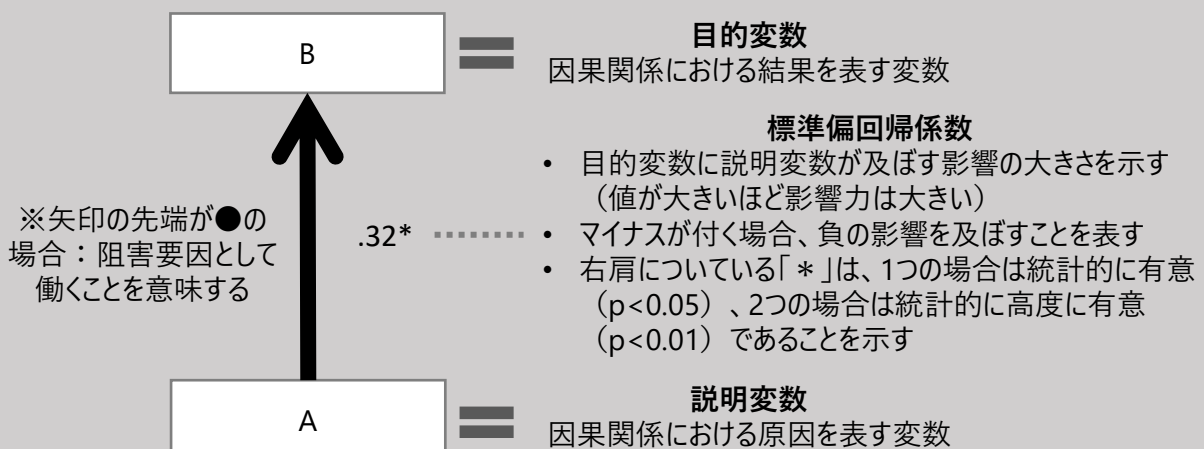 B
目的変数
因果関係における結果を表す変数
標準偏回帰係数
• 目的変数に説明変数が及ぼす影響の大きさを示す
(値が大きいほど影響力は大きい)
• マイナスが付く場合、負の影響を及ぼすことを表す
• 右肩についている「*」は、1つの場合は統計的に有意
(p<0.05)、2つの場合は統計的に高度に有意
(p<0.01)であることを示す
※矢印の先端が●の
場合:阻害要因として
働くことを意味する
.32*
A
説明変数
因果関係における原因を表す変数